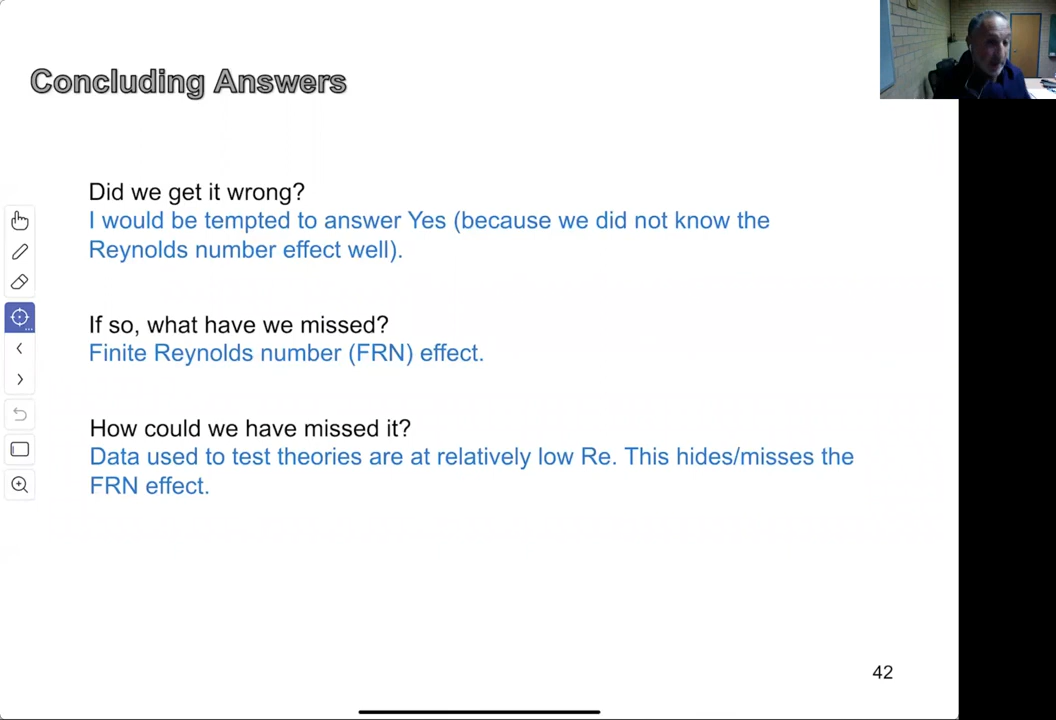 Concluding Answers
Did we get it wrong?
I would be tempted to answer Yes (because we did not know the
Reynolds number effect well).
If so, what have we missed?
Finite Reynolds number (FRN) effect.
How could we have missed it?
Data used to test theories are at relatively low Re. This hides/misses the
FRN effect.
42